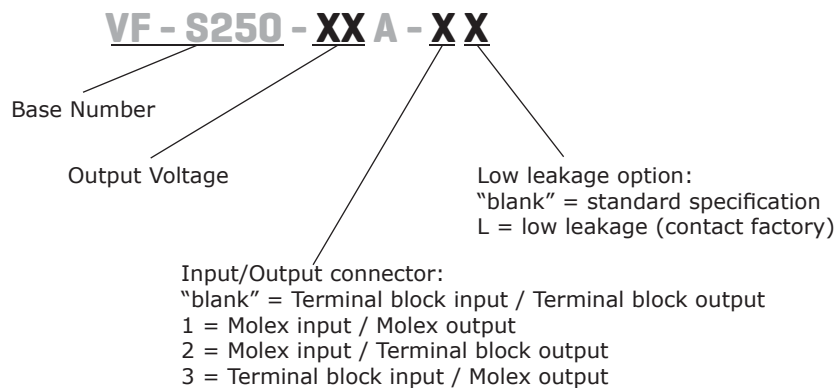 VF - S250 - XX A - X X
Base Number
Output Voltage
Low leakage option:
“blank” = standard specification
L = low leakage (contact factory)
Input/Output connector:
“blank” = Terminal block input / Terminal block output
1 = Molex input / Molex output
2 = Molex input / Terminal block output
3 = Terminal block input / Molex output